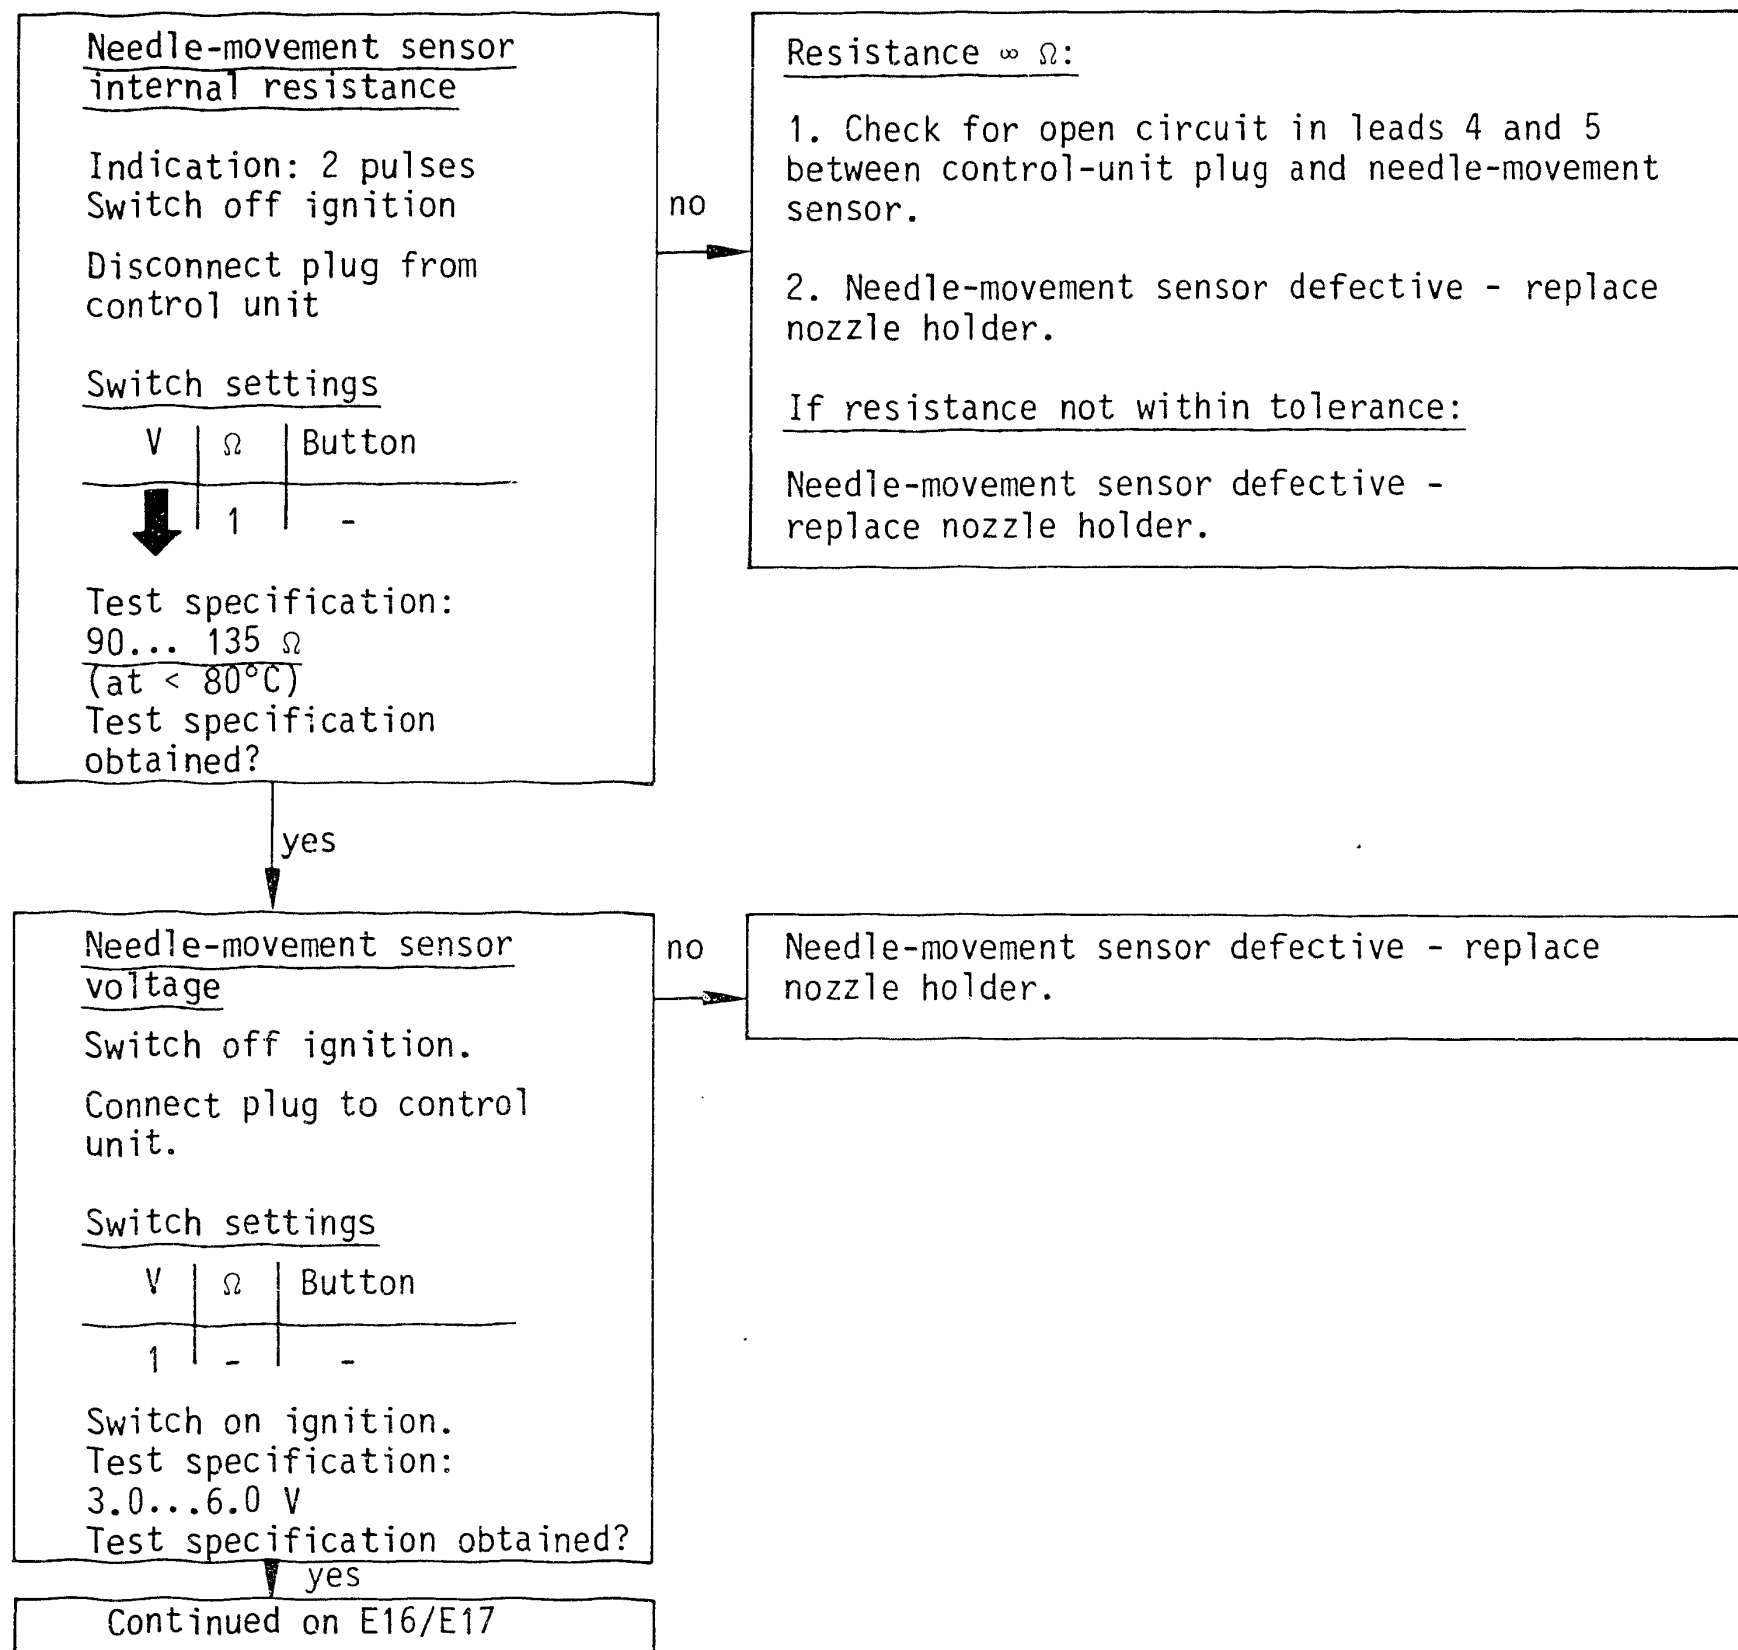 Needle-movement sensor
internal resistance
Indication: 2 pulses
Switch off ignition
Disconnect plug from
control unit
Switch settings
V Ω Button
1 -
Test specification:
90... 135 Ω
(at < 80°C)
Test specification
obtained?
no
Resistance ∞ Ω:
1. Check for open circuit in leads 4 and 5
between control-unit plug and needle-movement
sensor.
2. Needle-movement sensor defective - replace
nozzle holder.
If resistance not within tolerance:
Needle-movement sensor defective -
replace nozzle holder.
yes
Needle-movement sensor
voltage
Switch off ignition.
Connect plug to control
unit.
Switch settings
V Ω Button
1 - -
Switch on ignition.
Test specification:
3.0...6.0 V
Test specification obtained?
no
Needle-movement sensor defective - replace
nozzle holder.
yes
Continued on E16/E17